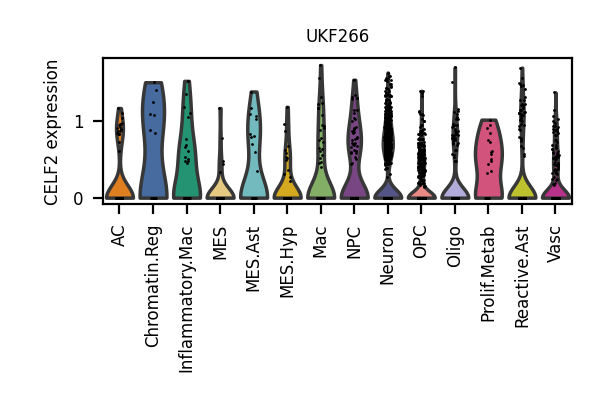 UKF266
CELF2 expression
1
0
AC
Chromatin.Reg
Inflammatory.Mac
MES
MES.Ast
MES.Hyp
Mac
NPC
Neuron
OPC
Oligo
Prolif.Metab
Reactive.Ast
Vasc